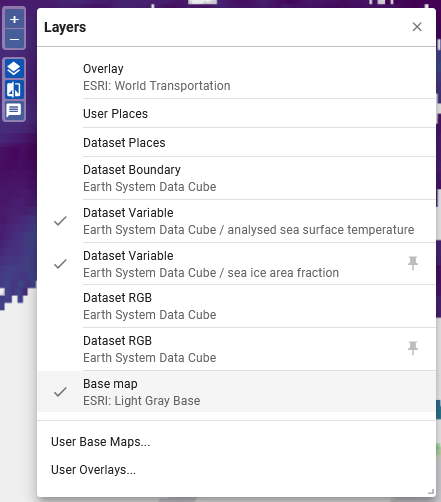 Layers
Overlay
ESRI: World Transportation
User Places
Dataset Places
Dataset Boundary
Earth System Data Cube
Dataset Variable
Earth System Data Cube / analysed sea surface temperature
Dataset Variable
Earth System Data Cube / sea ice area fraction
Dataset RGB
Earth System Data Cube
Dataset RGB
Earth System Data Cube
Base map
ESRI: Light Gray Base
User Base Maps...
User Overlays...